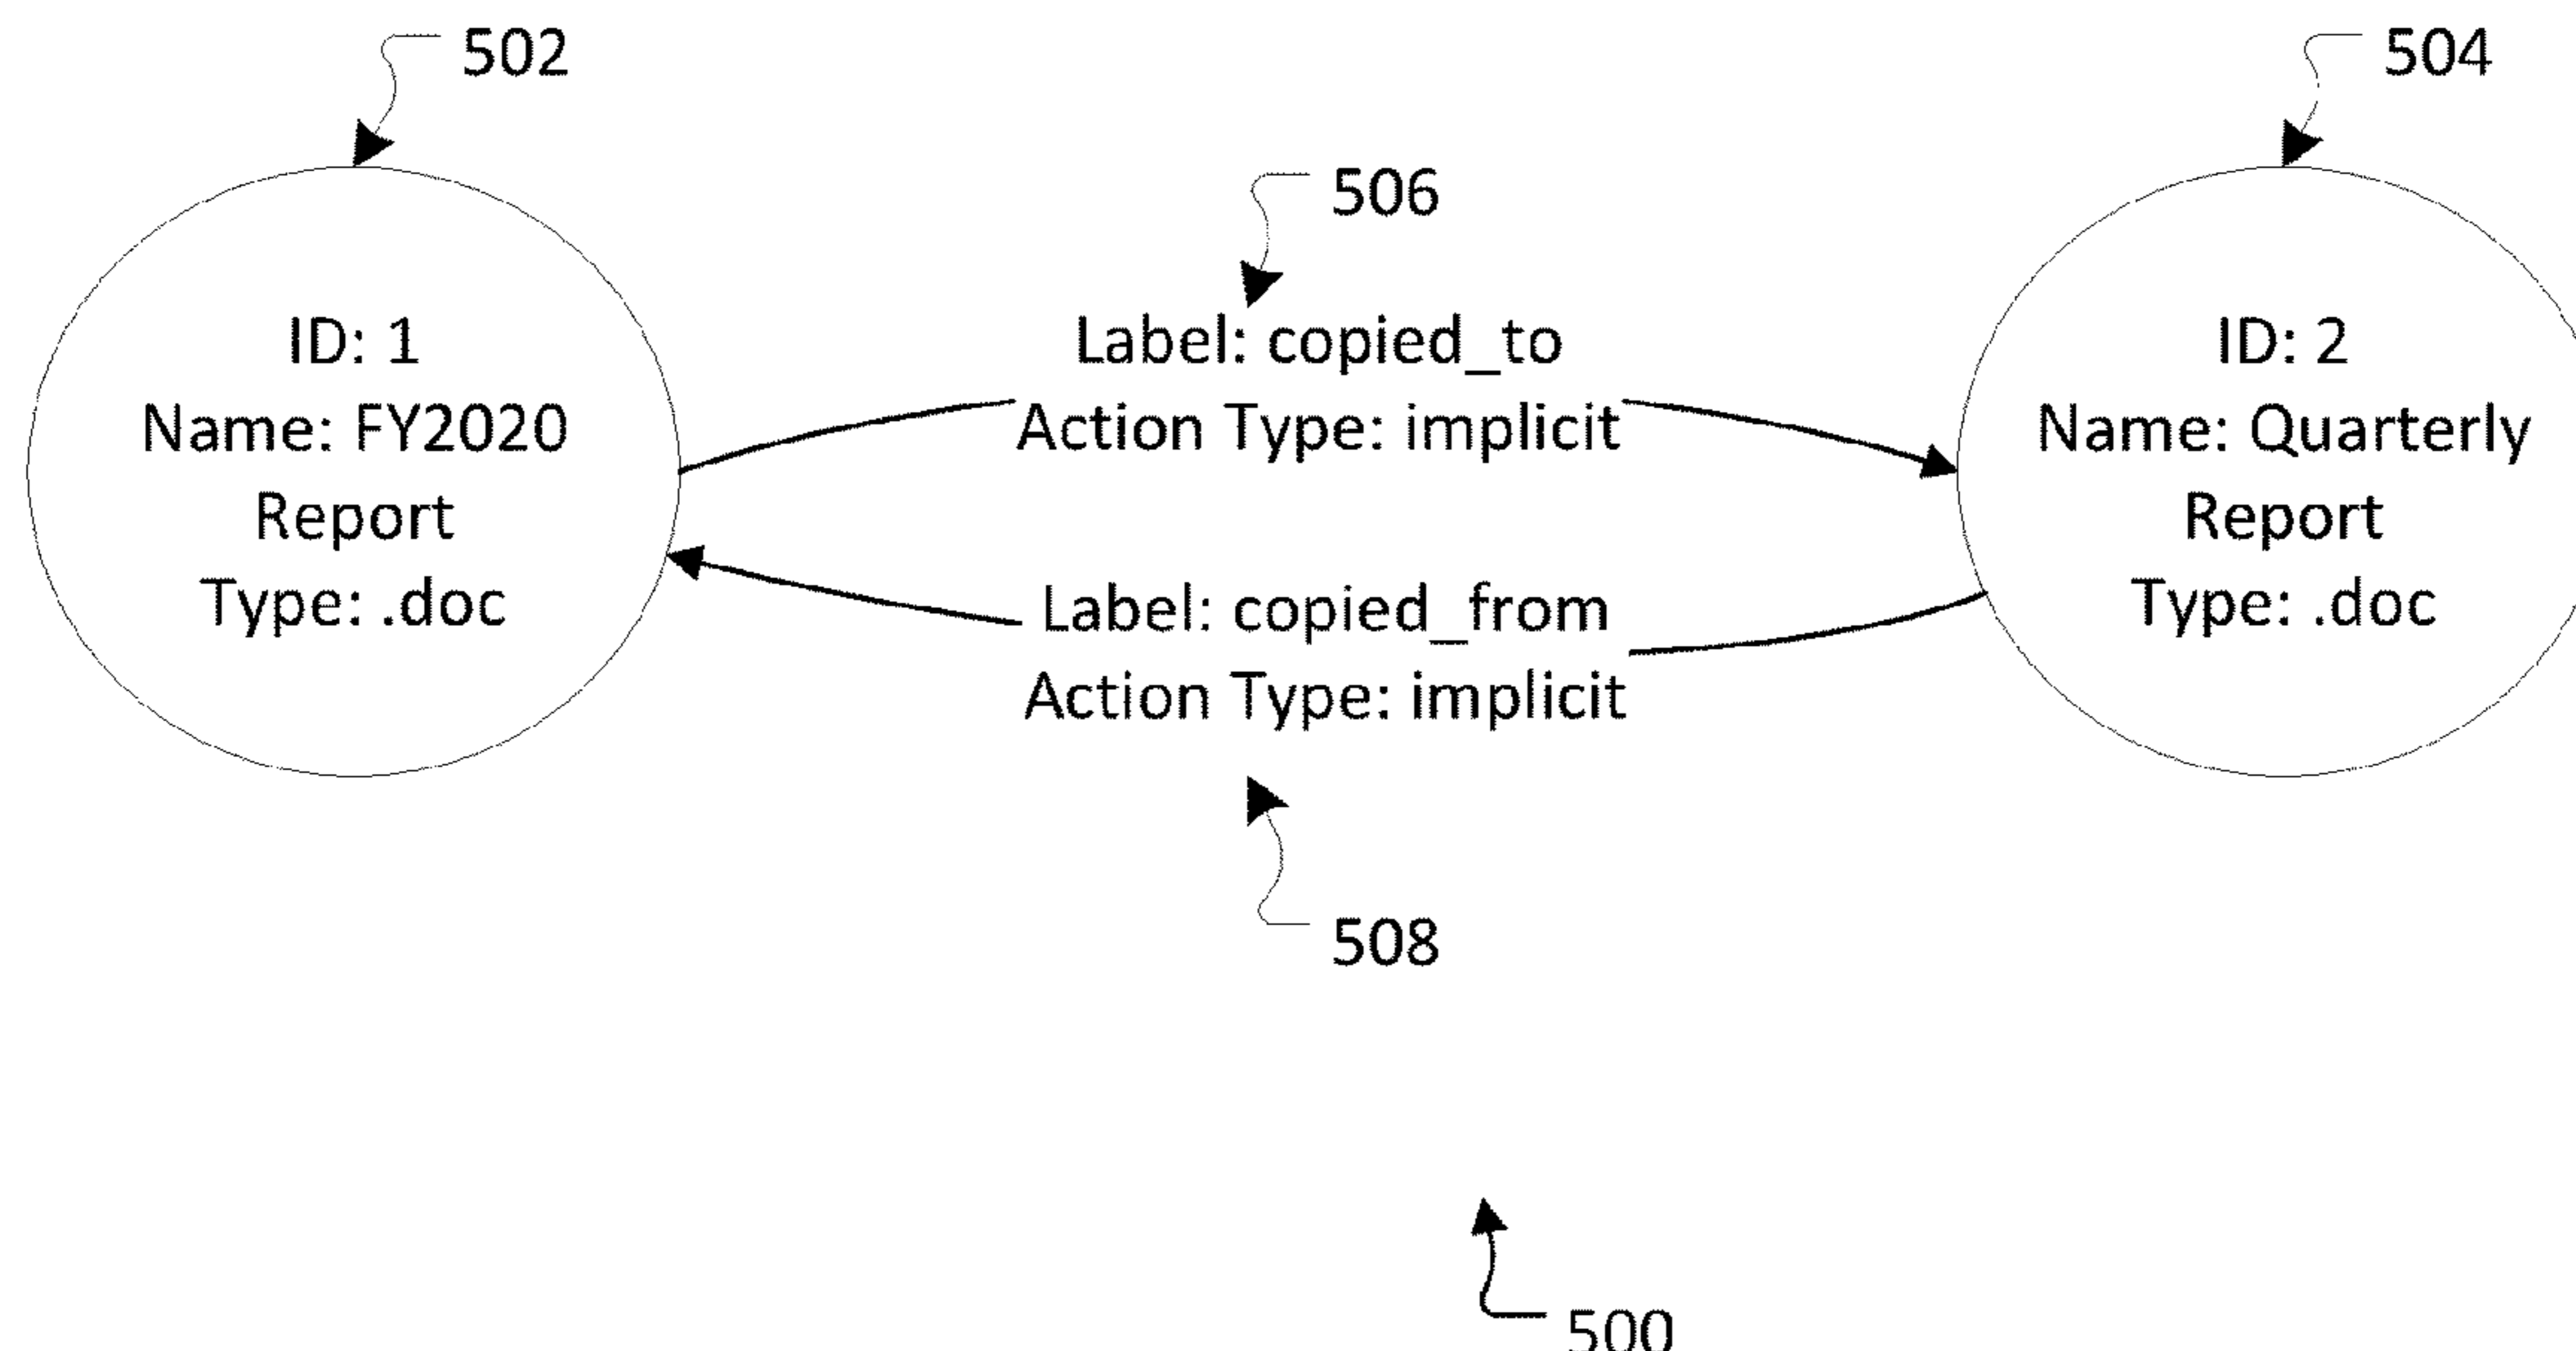 502
504
506
ID: 1
Name: FY2020
Report
Type: .doc
Label: copied_to
Action Type: implicit
ID: 2
Name: Quarterly
Report
Type: .doc
Label: copied_from
Action Type: implicit
508
500